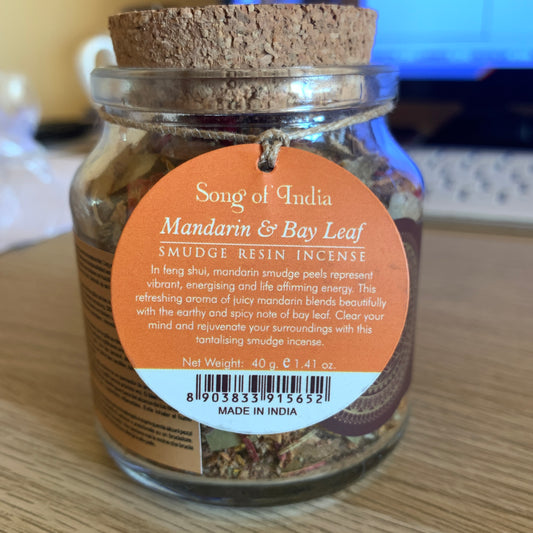 Song of India
Mandarin & Bay Leaf
SMUDGE RESIN INCENSE
In feng shui, mandarin smudge peels represent
vibrant, energising and life affirming energy. This
refreshing aroma of juicy mandarin blends beautifully
with the earthy and spicy note of bay leaf. Clear your
mind and rejuvenate your surroundings with this
tantalising smudge incense.
Net Weight: 40 g. e 1.41 oz.
8 903833 915652
MADE IN INDIA